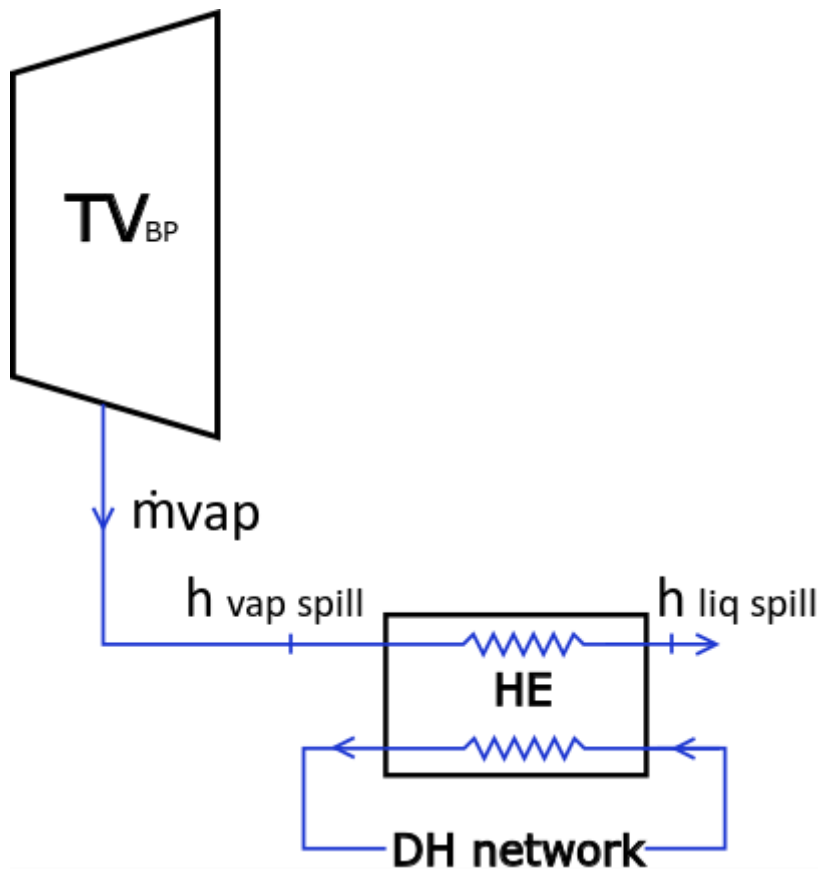 TVBP
ṁvap
h vap spill
h liq spill
HE
DH network